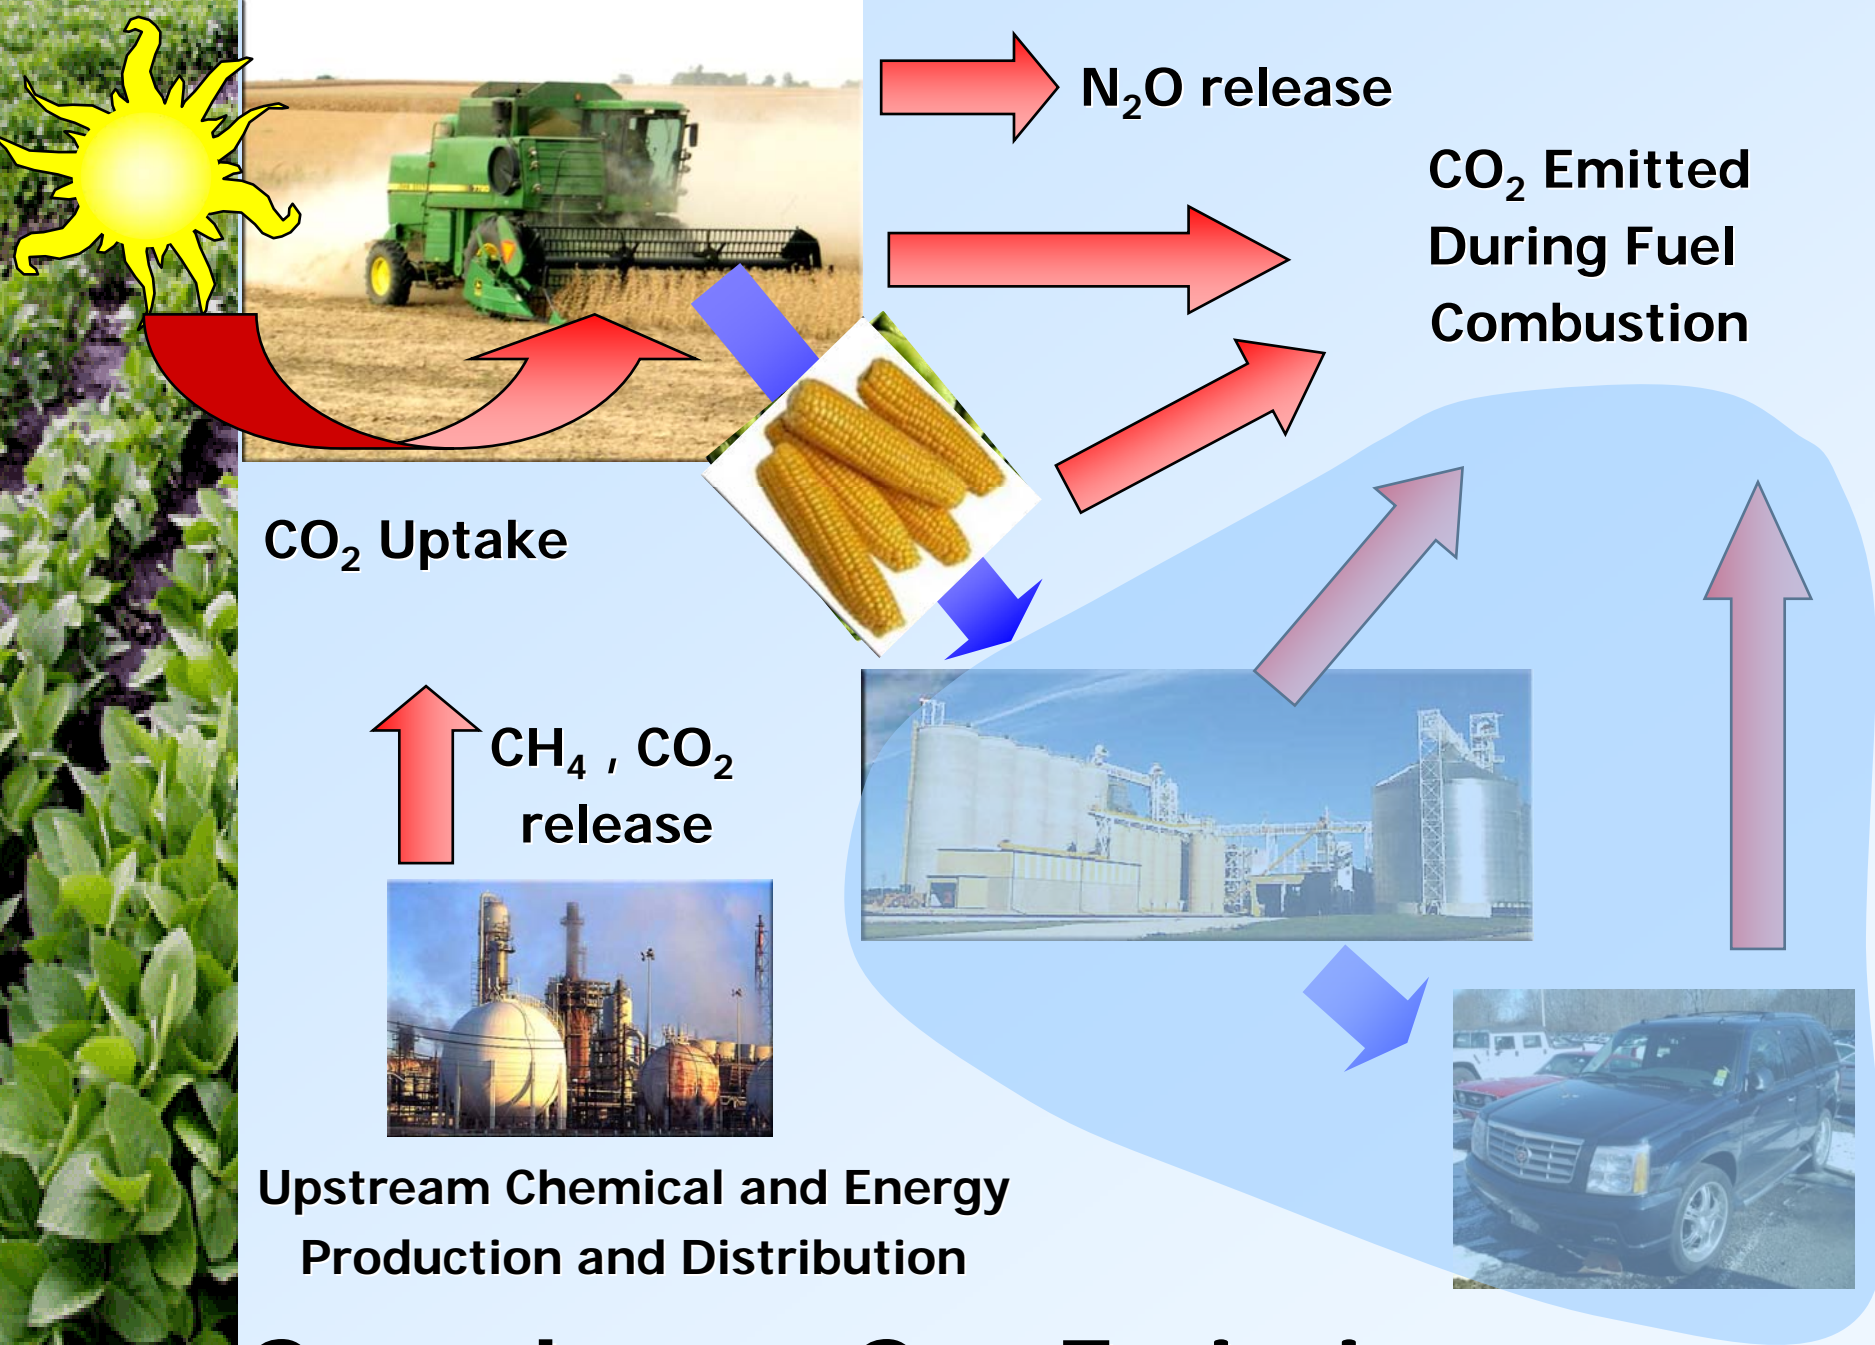 N₂O release
CO₂ Emitted
During Fuel
Combustion
CO₂ Uptake
CH₄ , CO₂
release
Upstream Chemical and Energy
Production and Distribution